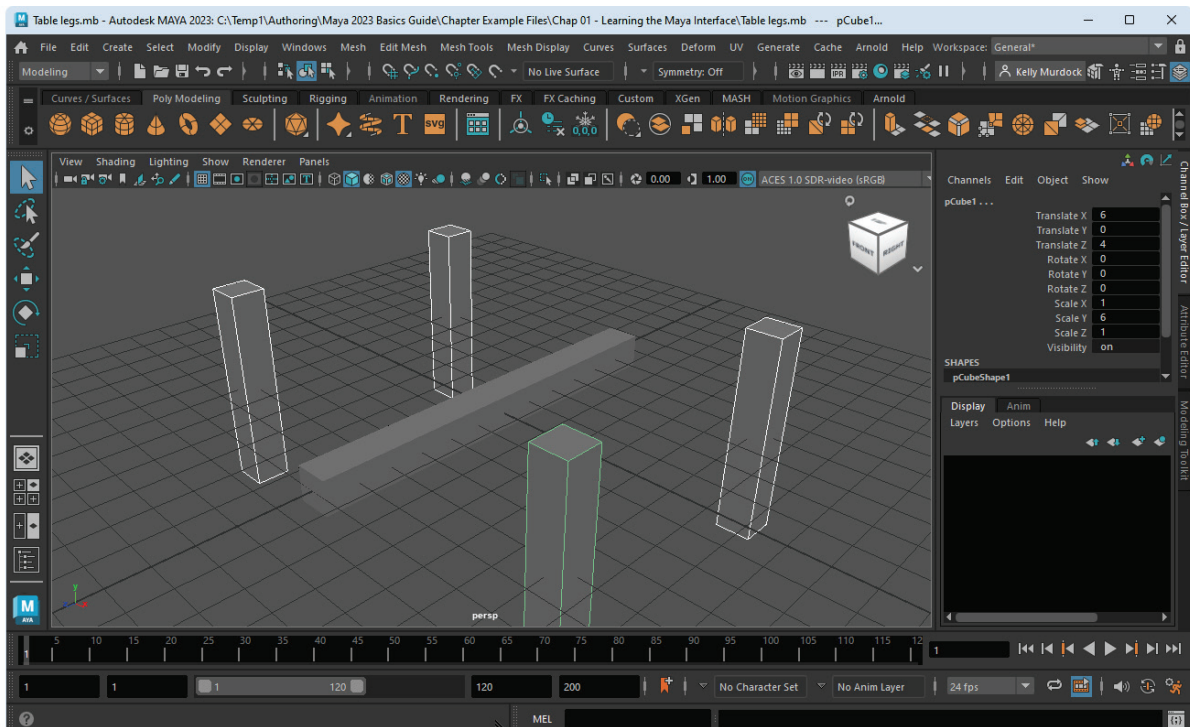 Table legs.mb - Autodesk MAYA 2023: C:\Temp1\Authoring\Maya 2023 Basics Guide\Chapter Example Files\Chap 01 - Learning the Maya Interface\Table legs.mb --- pCube1...
File Edit Create Select Modify Display Windows Mesh Edit Mesh Mesh Tools Mesh Display Curves Surfaces Deform UV Generate Cache Arnold Help Workspace: General*
Modeling No Live Surface Symmetry: Off IPR Kelly Murdock
Curves / Surfaces Poly Modeling Sculpting Rigging Animation Rendering FX FX Caching Custom XGen MASH Motion Graphics Arnold
T svg 0,0,0
View Shading Lighting Show Renderer Panels
0.00 1.00 ACES 1.0 SDR-video (sRGB)
FRONT RIGHT
persp
y
Channels Edit Object Show
pCube1 . . .
Translate X 6
Translate Y 0
Translate Z 4
Rotate X 0
Rotate Y 0
Rotate Z 0
Scale X 1
Scale Y 6
Scale Z 1
Visibility on
SHAPES
pCubeShape1
Display Anim
Layers Options Help
Channel Box / Layer Editor
Attribute Editor
Modeling Toolkit
M
AYA
5 10 15 20 25 30 35 40 45 50 55 60 65 70 75 80 85 90 95 100 105 110 115 12
1 1
1 1 1 120 120 200 No Character Set No Anim Layer 24 fps
MEL